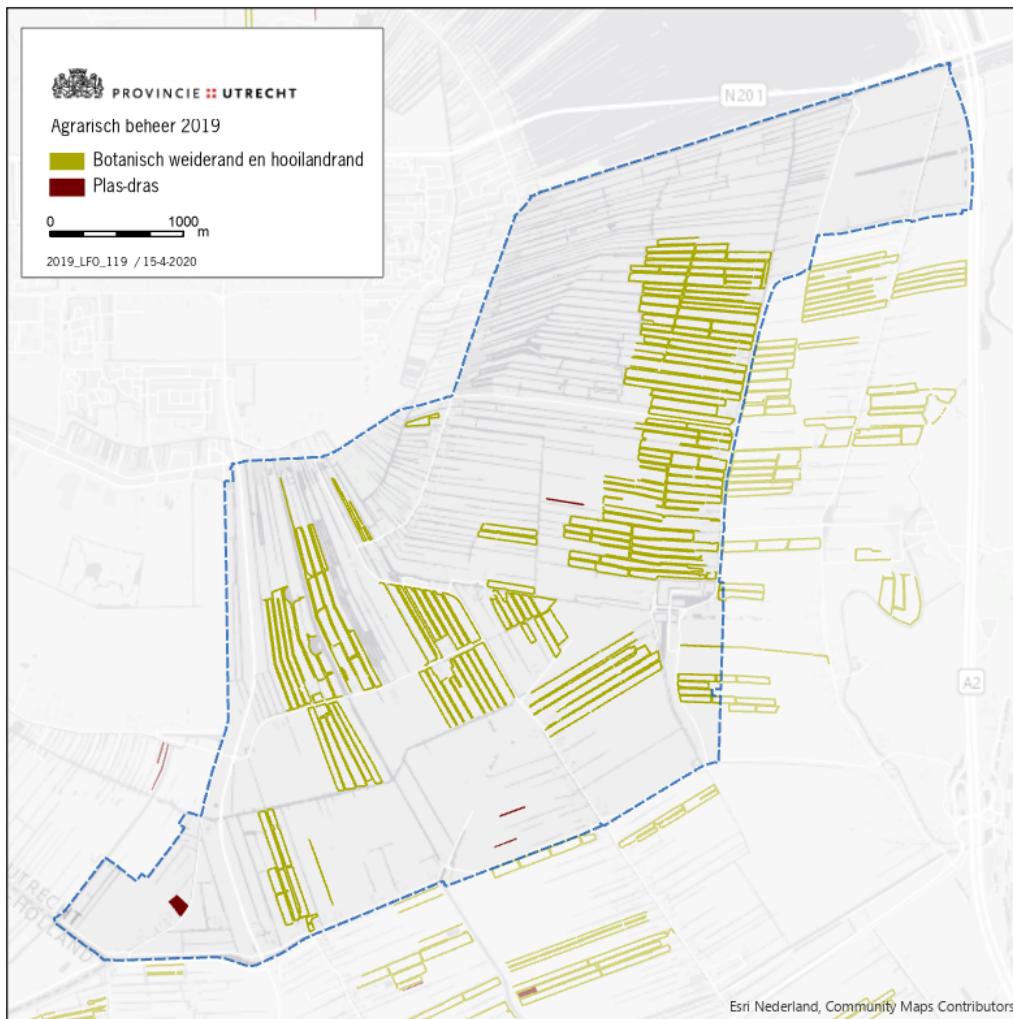 PROVINCIE UTRECHT
Agrarisch beheer 2019
Botanisch weiderand en hooilandrand
Plas-dras
0 1000 m
2019_LFO_119 / 15-4-2020
N201
A2
UTRECHT
HOLLAND
Esri Nederland, Community Maps Contributors